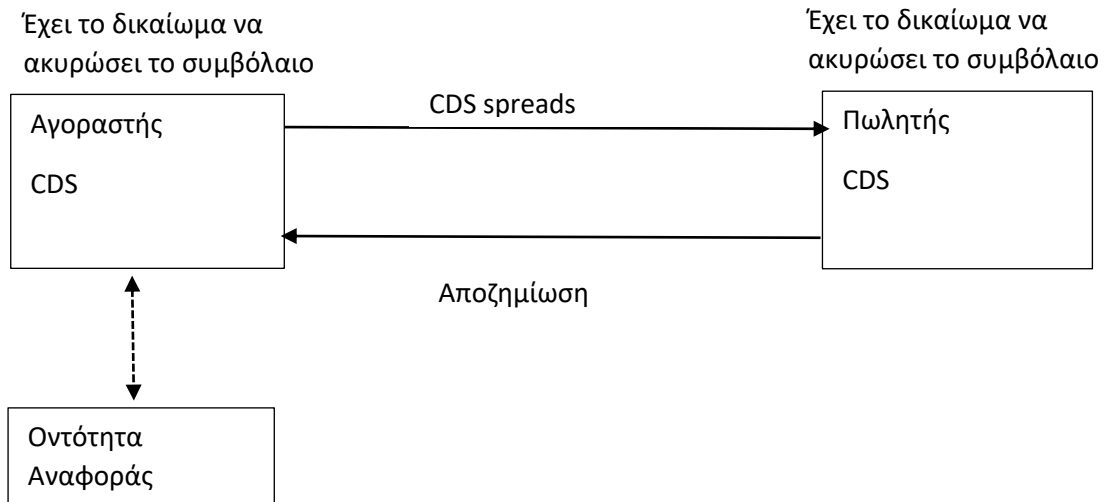 Έχει το δικαίωμα να
ακυρώσει το συμβόλαιο
Έχει το δικαίωμα να
ακυρώσει το συμβόλαιο
Αγοραστής
CDS
CDS spreads
Πωλητής
CDS
Αποζημίωση
Οντότητα
Αναφοράς